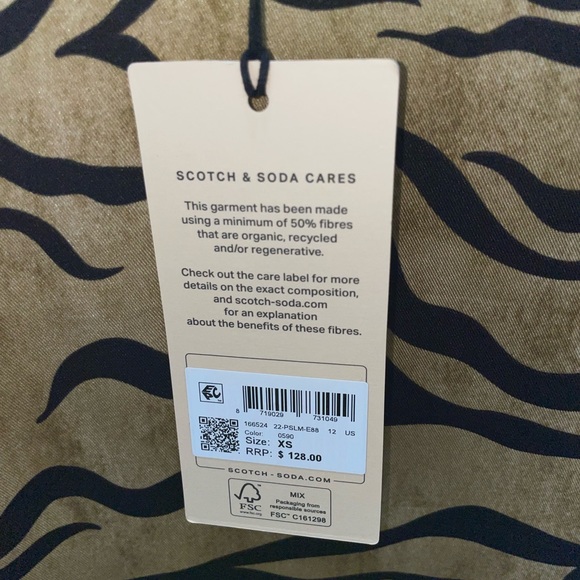 SCOTCH & SODA CARES
This garment has been made
using a minimum of 50% fibres
that are organic, recycled
and/or regenerative.
Check out the care label for more
details on the exact composition,
and scotch-soda.com
for an explanation
about the benefits of these fibres.
8 719029 731049
166524 22-PSLM-E88 12 US
Color: 0590
Size: XS
RRP: $ 128.00
SCOTCH - SODA.COM
FSC
www.fsc.org
MIX
Packaging from
responsible sources
FSC™ C161298